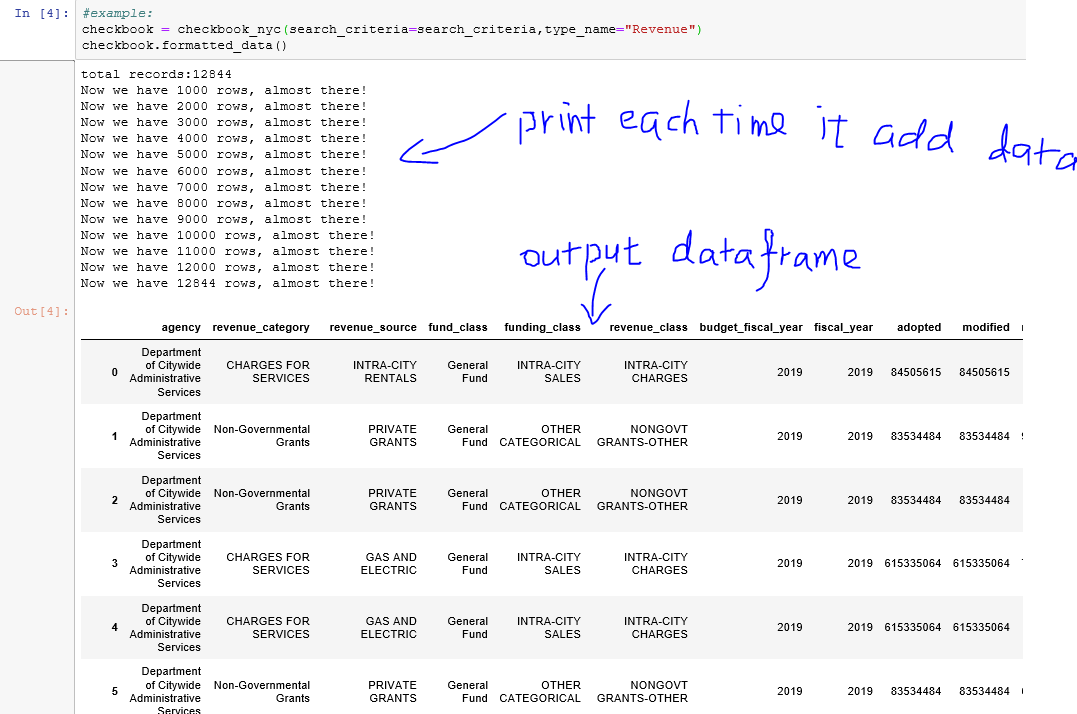 In [4]: #example:
checkbook = checkbook_nyc(search_criteria=search_criteria,type_name="Revenue")
checkbook.formatted_data()
total records:12844
Now we have 1000 rows, almost there!
Now we have 2000 rows, almost there!
Now we have 3000 rows, almost there!
Now we have 4000 rows, almost there!
Now we have 5000 rows, almost there!
Now we have 6000 rows, almost there!
Now we have 7000 rows, almost there!
Now we have 8000 rows, almost there!
Now we have 9000 rows, almost there!
Now we have 10000 rows, almost there!
Now we have 11000 rows, almost there!
Now we have 12000 rows, almost there!
Now we have 12844 rows, almost there!
print each time it add data
output dataframe
Out[4]:
agency revenue_category revenue_source fund_class funding_class revenue_class budget_fiscal_year fiscal_year adopted modified
0 Department of Citywide Administrative Services CHARGES FOR SERVICES INTRA-CITY RENTALS General Fund INTRA-CITY SALES INTRA-CITY CHARGES 2019 2019 84505615 84505615
1 Department of Citywide Administrative Services Non-Governmental Grants PRIVATE GRANTS General Fund OTHER CATEGORICAL NONGOVT GRANTS-OTHER 2019 2019 83534484 83534484
2 Department of Citywide Administrative Services Non-Governmental Grants PRIVATE GRANTS General Fund OTHER CATEGORICAL NONGOVT GRANTS-OTHER 2019 2019 83534484 83534484
3 Department of Citywide Administrative Services CHARGES FOR SERVICES GAS AND ELECTRIC General Fund INTRA-CITY SALES INTRA-CITY CHARGES 2019 2019 615335064 615335064
4 Department of Citywide Administrative Services CHARGES FOR SERVICES GAS AND ELECTRIC General Fund INTRA-CITY SALES INTRA-CITY CHARGES 2019 2019 615335064 615335064
5 Department of Citywide Administrative Services Non-Governmental Grants PRIVATE GRANTS General Fund OTHER CATEGORICAL NONGOVT GRANTS-OTHER 2019 2019 83534484 83534484